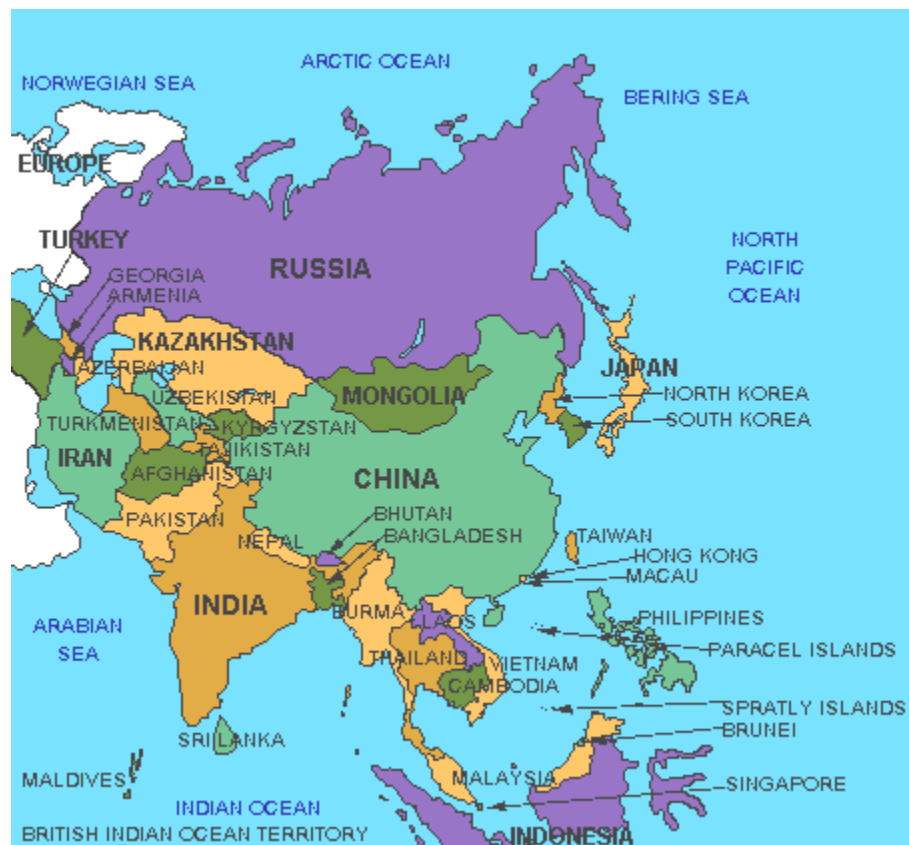 ARCTIC OCEAN
NORWEGIAN SEA
BERING SEA
EUROPE
TURKEY
NORTH
PACIFIC
OCEAN
RUSSIA
GEORGIA
ARMENIA
KAZAKHSTAN
AZERBAIJAN
JAPAN
UZBEKISTAN
MONGOLIA
NORTH KOREA
TURKMENISTAN
KYRGYZSTAN
SOUTH KOREA
TAJIKISTAN
IRAN
AFGHANISTAN
CHINA
PAKISTAN
BHUTAN
NEPAL
BANGLADESH
TAIWAN
HONG KONG
MACAU
INDIA
BURMA
LAOS
PHILIPPINES
ARABIAN
SEA
PARACEL ISLANDS
THAILAND
VIETNAM
CAMBODIA
SPRATLY ISLANDS
BRUNEI
SRI LANKA
MALDIVES
MALAYSIA
SINGAPORE
INDIAN OCEAN
BRITISH INDIAN OCEAN TERRITORY
INDONESIA